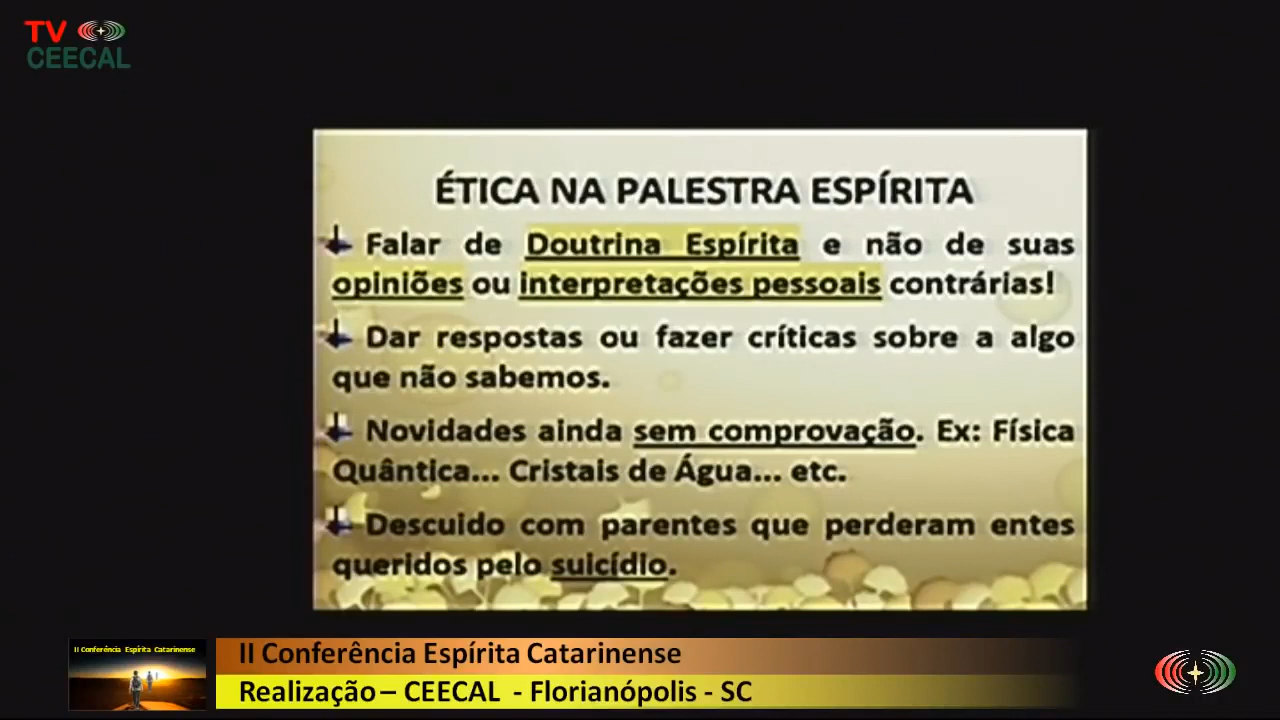 TV
CEECAL
ÉTICA NA PALESTRA ESPÍRITA
Falar de Doutrina Espírita e não de suas
opiniões ou interpretações pessoais contrárias!
Dar respostas ou fazer críticas sobre a algo
que não sabemos.
Novidades ainda sem comprovação. Ex: Física
Quântica... Cristais de Água... etc.
Descuido com parentes que perderam entes
queridos pelo suicídio.
II Conferência Espírita Catarinense
II Conferência Espírita Catarinense
Realização – CEECAL - Florianópolis - SC